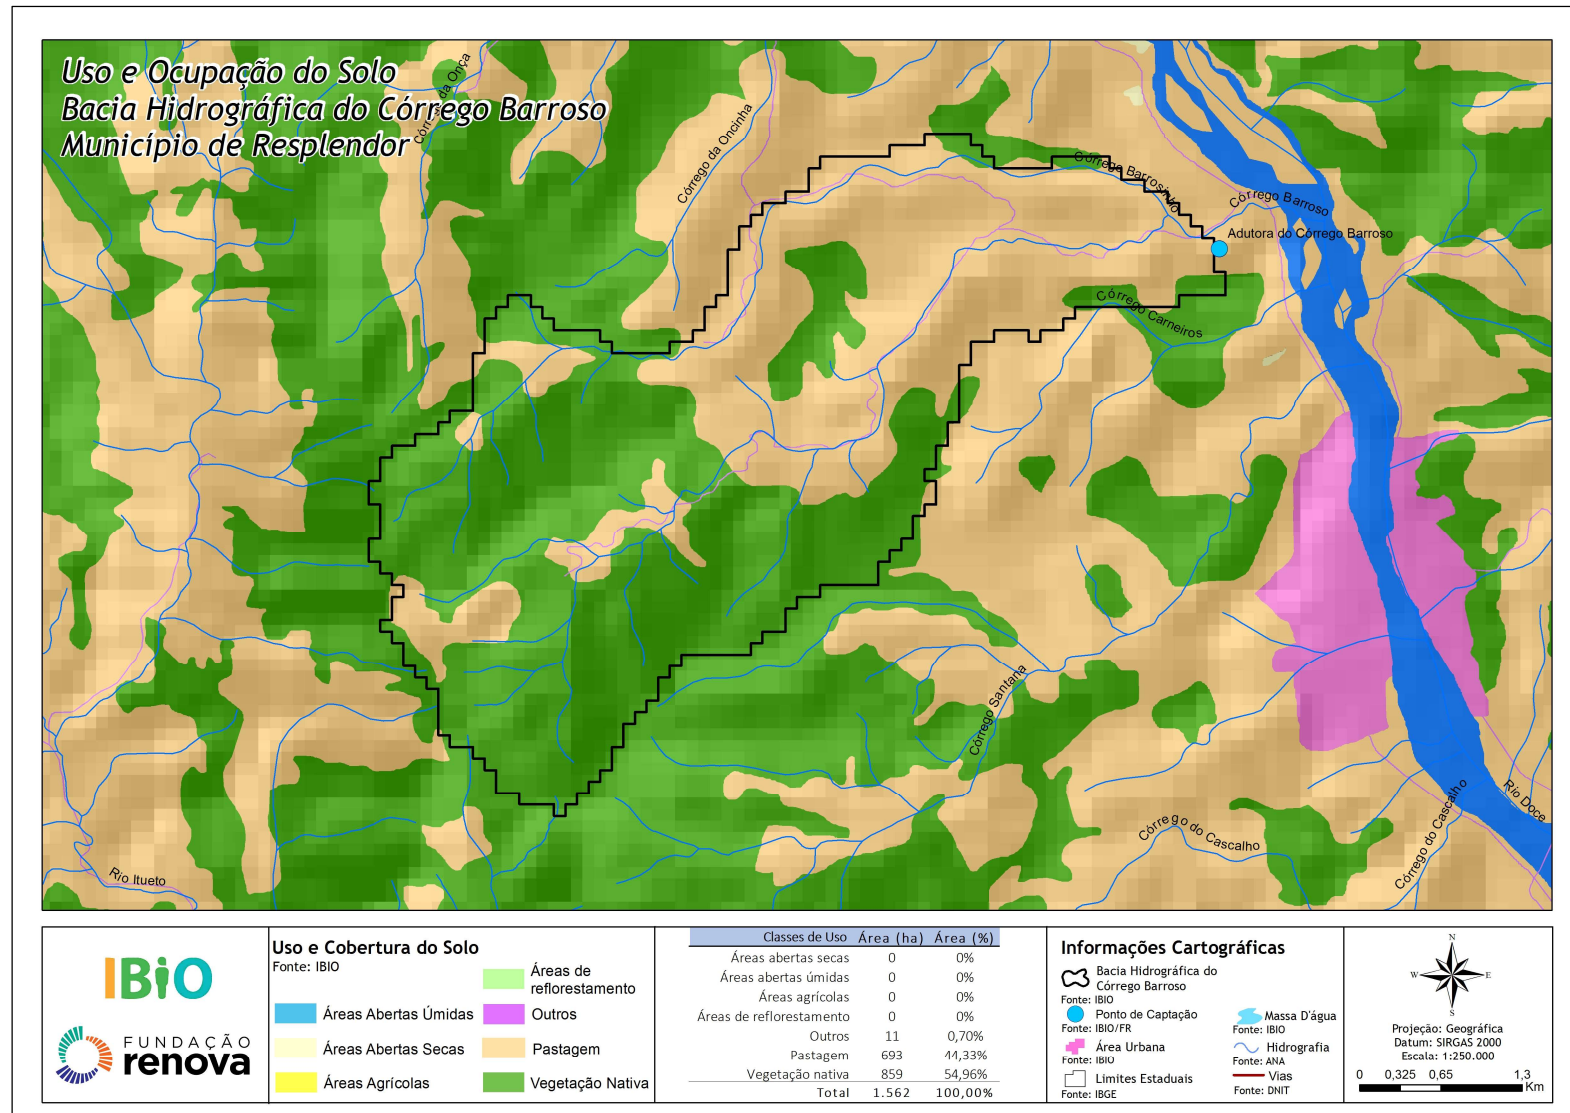 Uso e Ocupação do Solo
Bacia Hidrográfica do Córrego Barroso
Município de Resplendor
Córrego da Onça
Córrego da Oncinha
Córrego Barrosinho
Córrego Barroso
Adutora do Córrego Barroso
Córrego Carneiros
Córrego Santana
Córrego do Cascalho
Córrego do Cascalho
Rio Doce
Rio Itueto
IBiO
FUNDAÇÃO
renova
Uso e Cobertura do Solo
Fonte: IBIO
Áreas Abertas Úmidas
Áreas Abertas Secas
Áreas Agrícolas
Áreas de
reflorestamento
Outros
Pastagem
Vegetação Nativa
Classes de Uso Área (ha) Área (%)
Áreas abertas secas 0 0%
Áreas abertas úmidas 0 0%
Áreas agrícolas 0 0%
Áreas de reflorestamento 0 0%
Outros 11 0,70%
Pastagem 693 44,33%
Vegetação nativa 859 54,96%
Total 1.562 100,00%
Informações Cartográficas
Bacia Hidrográfica do
Córrego Barroso
Fonte: IBIO
Ponto de Captação
Fonte: IBIO/FR
Área Urbana
Fonte: IBIO
Limites Estaduais
Fonte: IBGE
Massa D'água
Fonte: IBIO
Hidrografia
Fonte: ANA
Vias
Fonte: DNIT
N
W E
S
Projeção: Geográfica
Datum: SIRGAS 2000
Escala: 1:250.000
0 0,325 0,65 1,3
Km